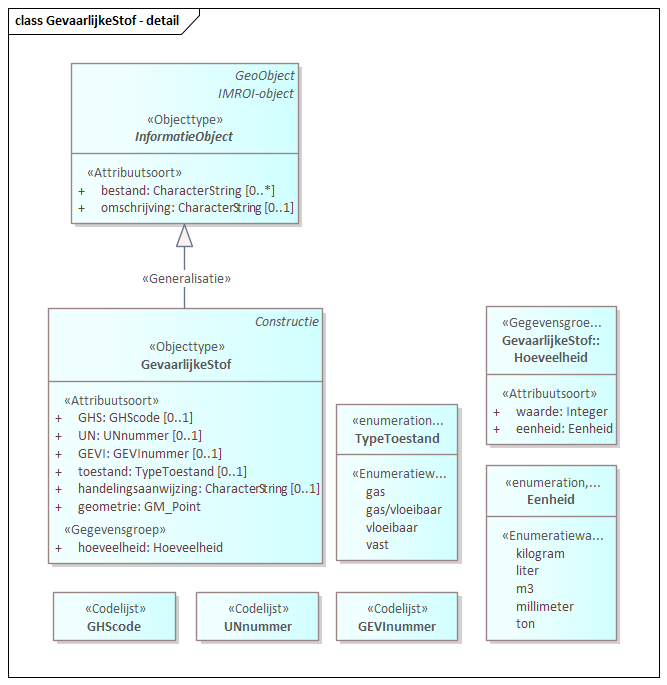 class GevaarlijkeStof - detail
GeoObject
IMROI-object
«Objecttype»
InformatieObject
«Attribuutsoort»
+ bestand: CharacterString [0..*]
+ omschrijving: CharacterString [0..1]
«Generalisatie»
Constructie
«Objecttype»
GevaarlijkeStof
«Attribuutsoort»
+ GHS: GHScode [0..1]
+ UN: UNnummer [0..1]
+ GEVI: GEVInummer [0..1]
+ toestand: TypeToestand [0..1]
+ handelingsaanwijzing: CharacterString [0..1]
+ geometrie: GM_Point
«Gegevensgroep»
+ hoeveelheid: Hoeveelheid
«enumeration...
TypeToestand
«Enumeratiew...
gas
gas/vloeibaar
vloeibaar
vast
«Gegevensgroe...
GevaarlijkeStof::
Hoeveelheid
«Attribuutsoort»
+ waarde: Integer
+ eenheid: Eenheid
«enumeration,...
Eenheid
«Enumeratiewa...
kilogram
liter
m3
millimeter
ton
«Codelijst»
GHScode
«Codelijst»
UNnummer
«Codelijst»
GEVInummer